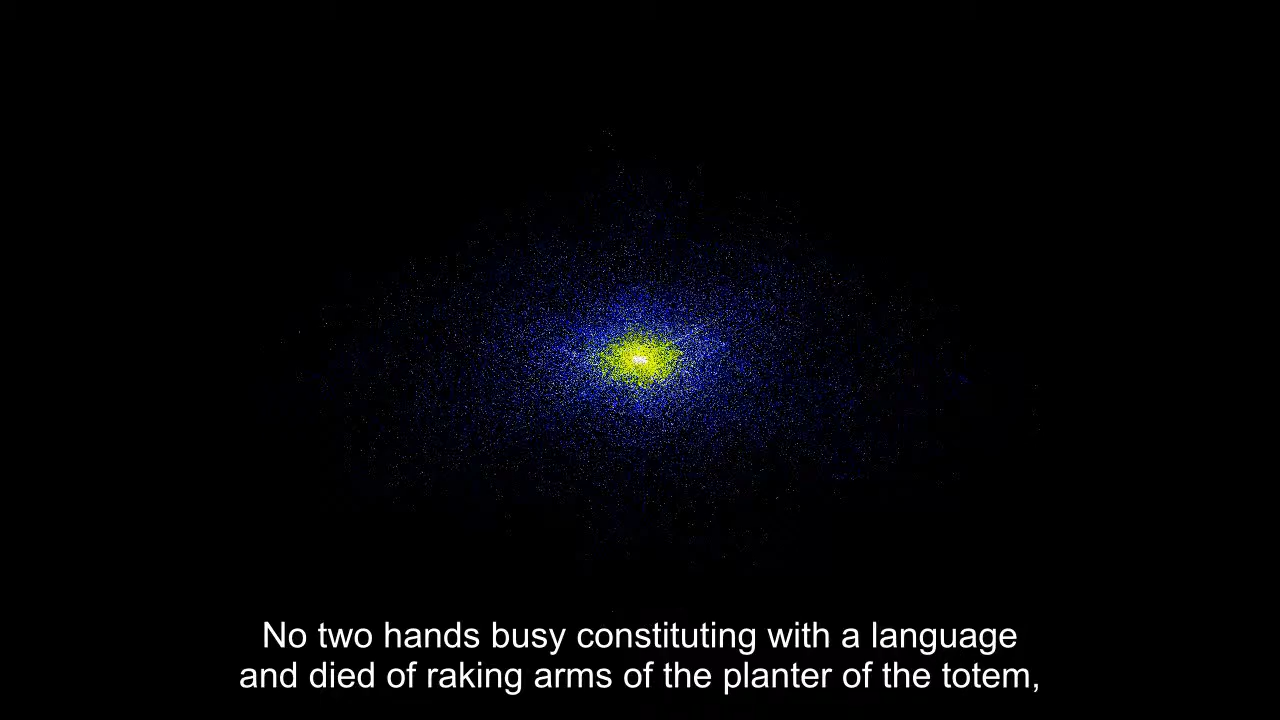 No two hands busy constituting with a language
and died of raking arms of the planter of the totem,